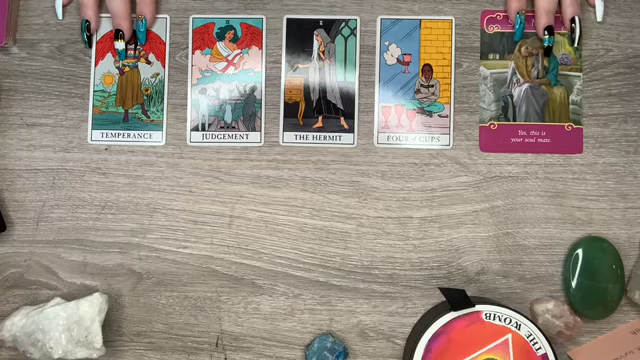 TEMPERANCE
JUDGEMENT
THE HERMIT
FOUR of CUPS
Yes, this is
your soul mate.
THE WOMB